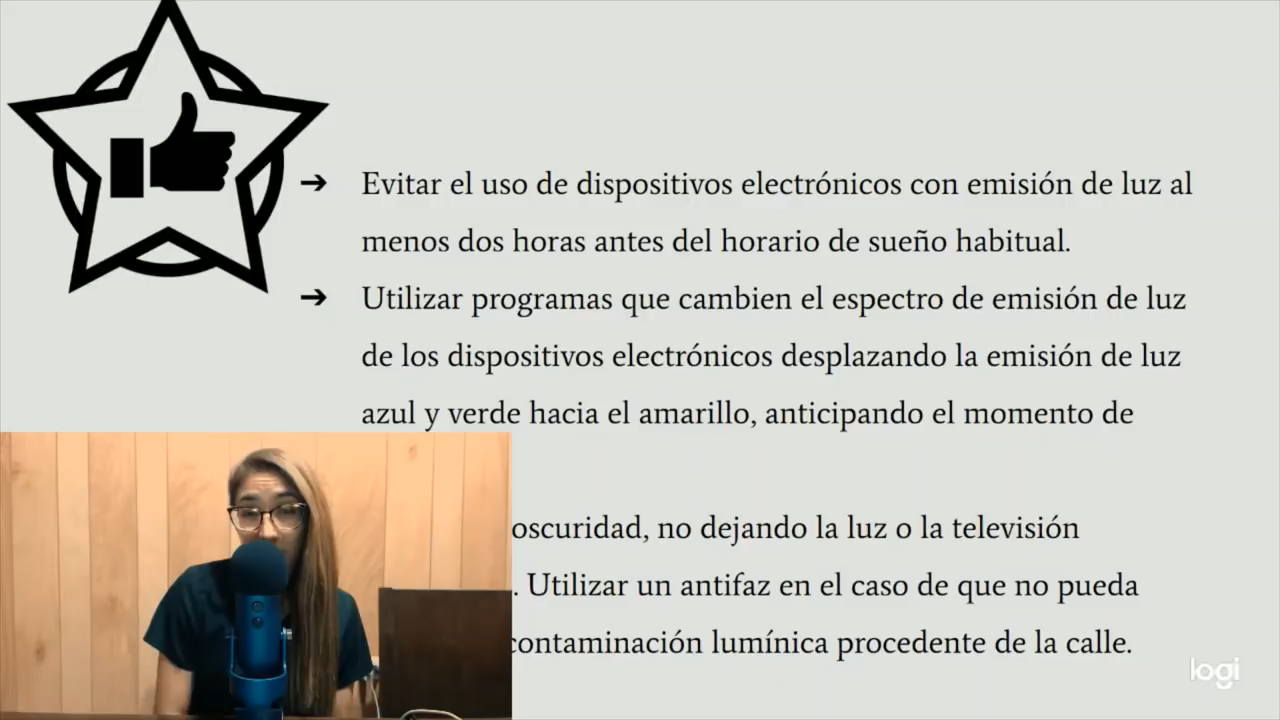 ➔ Evitar el uso de dispositivos electrónicos con emisión de luz al
menos dos horas antes del horario de sueño habitual.
➔ Utilizar programas que cambien el espectro de emisión de luz
de los dispositivos electrónicos desplazando la emisión de luz
azul y verde hacia el amarillo, anticipando el momento de
oscuridad, no dejando la luz o la televisión
. Utilizar un antifaz en el caso de que no pueda
contaminación lumínica procedente de la calle.
logi